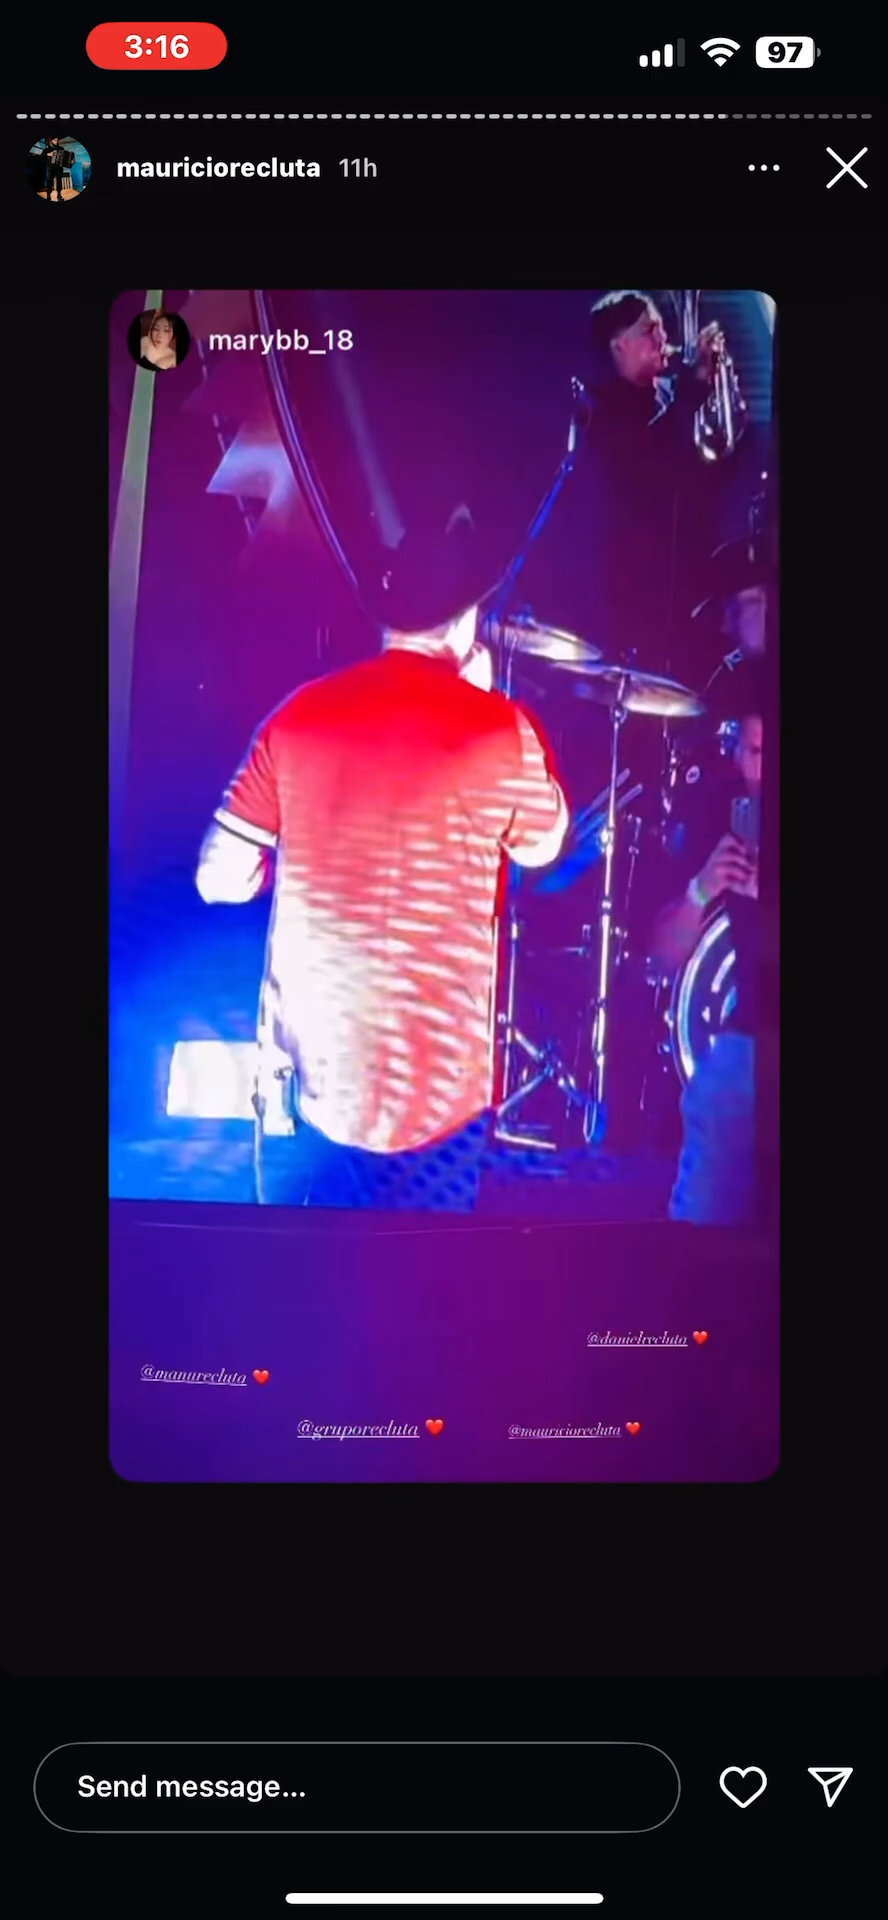 3:16
97
mauriciorecluta 11h
marybb_18
@danielrecluta ❤️
@manurecluta ❤️
@gruporecluta ❤️
@mauriciorecluta ❤️
Send message...